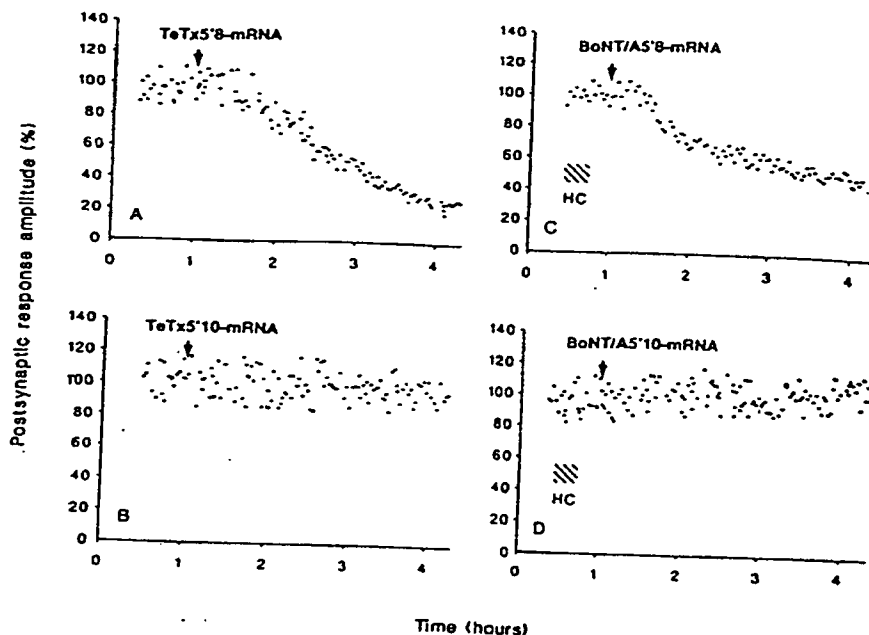 Postsynaptic response amplitude (%)
140
120
100
80
60
40
20
0
TeTx5'8-mRNA
A
0 1 2 3 4
140
120
100
80
60
40
20
0
BoNT/A5'8-mRNA
HC
C
0 1 2 3 4
140
120
100
80
60
40
20
0
TeTx5'10-mRNA
B
0 1 2 3 4
140
120
100
80
60
40
20
0
BoNT/A5'10-mRNA
HC
D
0 1 2 3 4
Time (hours)